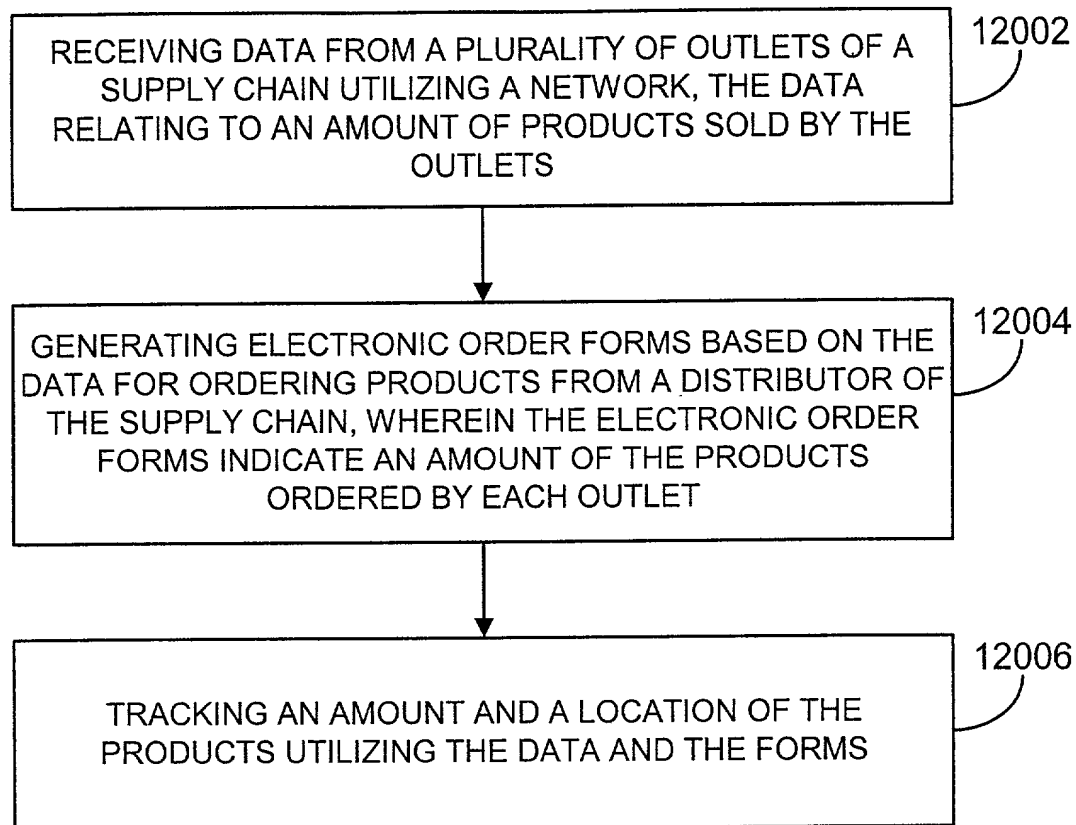 12002
RECEIVING DATA FROM A PLURALITY OF OUTLETS OF A
SUPPLY CHAIN UTILIZING A NETWORK, THE DATA
RELATING TO AN AMOUNT OF PRODUCTS SOLD BY THE
OUTLETS
12004
GENERATING ELECTRONIC ORDER FORMS BASED ON THE
DATA FOR ORDERING PRODUCTS FROM A DISTRIBUTOR OF
THE SUPPLY CHAIN, WHEREIN THE ELECTRONIC ORDER
FORMS INDICATE AN AMOUNT OF THE PRODUCTS
ORDERED BY EACH OUTLET
12006
TRACKING AN AMOUNT AND A LOCATION OF THE
PRODUCTS UTILIZING THE DATA AND THE FORMS